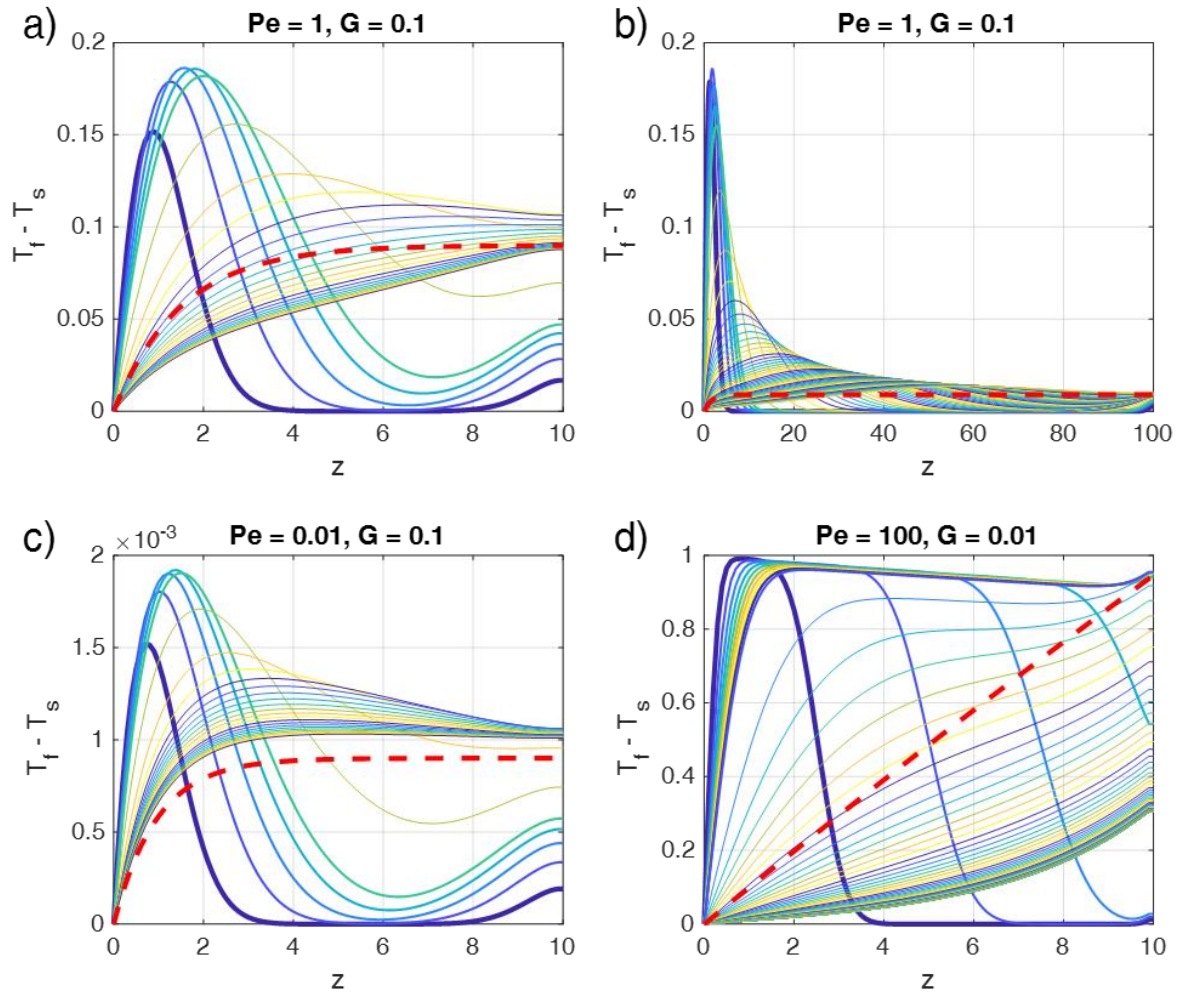 a)
Pe = 1, G = 0.1
0.2
0.15
0.1
0.05
0
T_f - T_s
0 2 4 6 8 10
z
b)
Pe = 1, G = 0.1
0.2
0.15
0.1
0.05
0
T_f - T_s
0 20 40 60 80 100
z
c)
Pe = 0.01, G = 0.1
×10^-3
2
1.5
1
0.5
0
T_f - T_s
0 2 4 6 8 10
z
d)
Pe = 100, G = 0.01
1
0.8
0.6
0.4
0.2
0
T_f - T_s
0 2 4 6 8 10
z